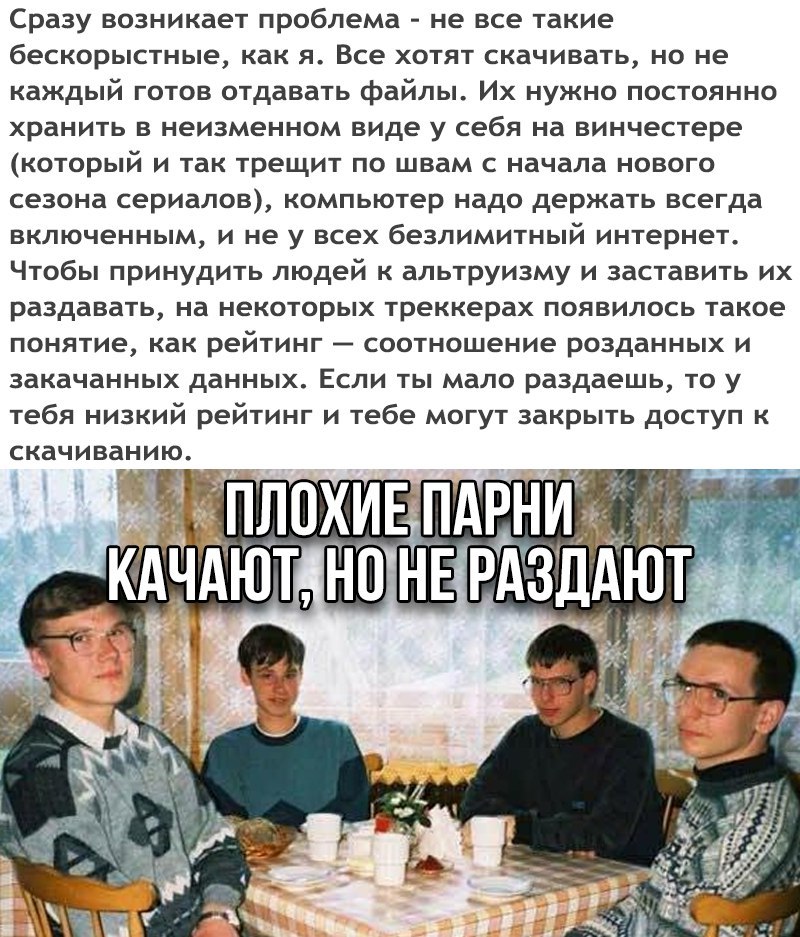 Сразу возникает проблема - не все такие
бескорыстные, как я. Все хотят скачивать, но не
каждый готов отдавать файлы. Их нужно постоянно
хранить в неизменном виде у себя на винчестере
(который и так трещит по швам с начала нового
сезона сериалов), компьютер надо держать всегда
включенным, и не у всех безлимитный интернет.
Чтобы принудить людей к альтруизму и заставить их
раздавать, на некоторых треккерах появилось такое
понятие, как рейтинг — соотношение розданных и
закачанных данных. Если ты мало раздаешь, то у
тебя низкий рейтинг и тебе могут закрыть доступ к
скачиванию.
ПЛОХИЕ ПАРНИ
КАЧАЮТ, НО НЕ РАЗДАЮТ